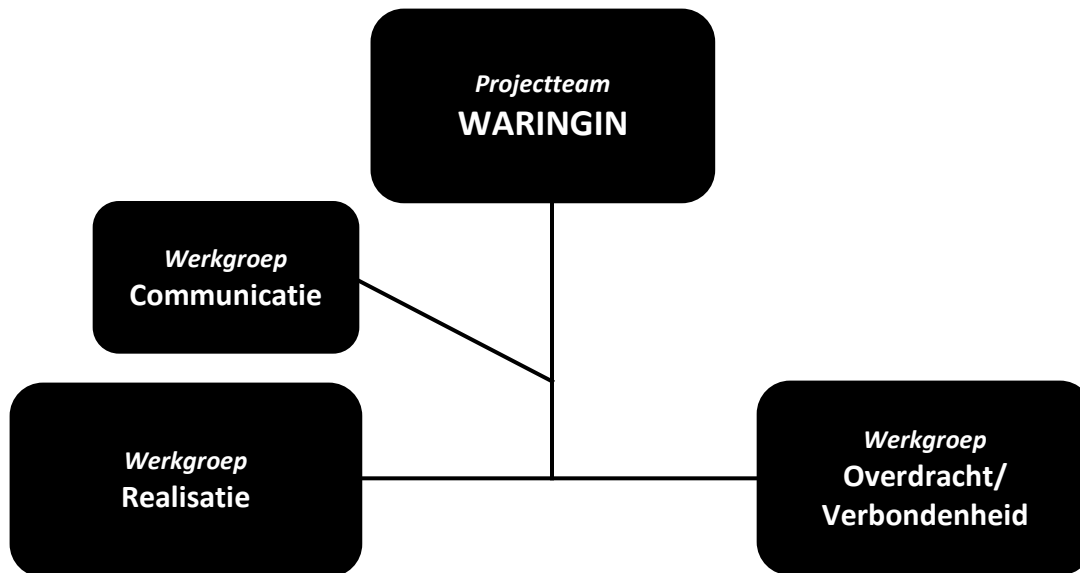 Projectteam
WARINGIN
Werkgroep
Communicatie
Werkgroep
Realisatie
Werkgroep
Overdracht/
Verbondenheid